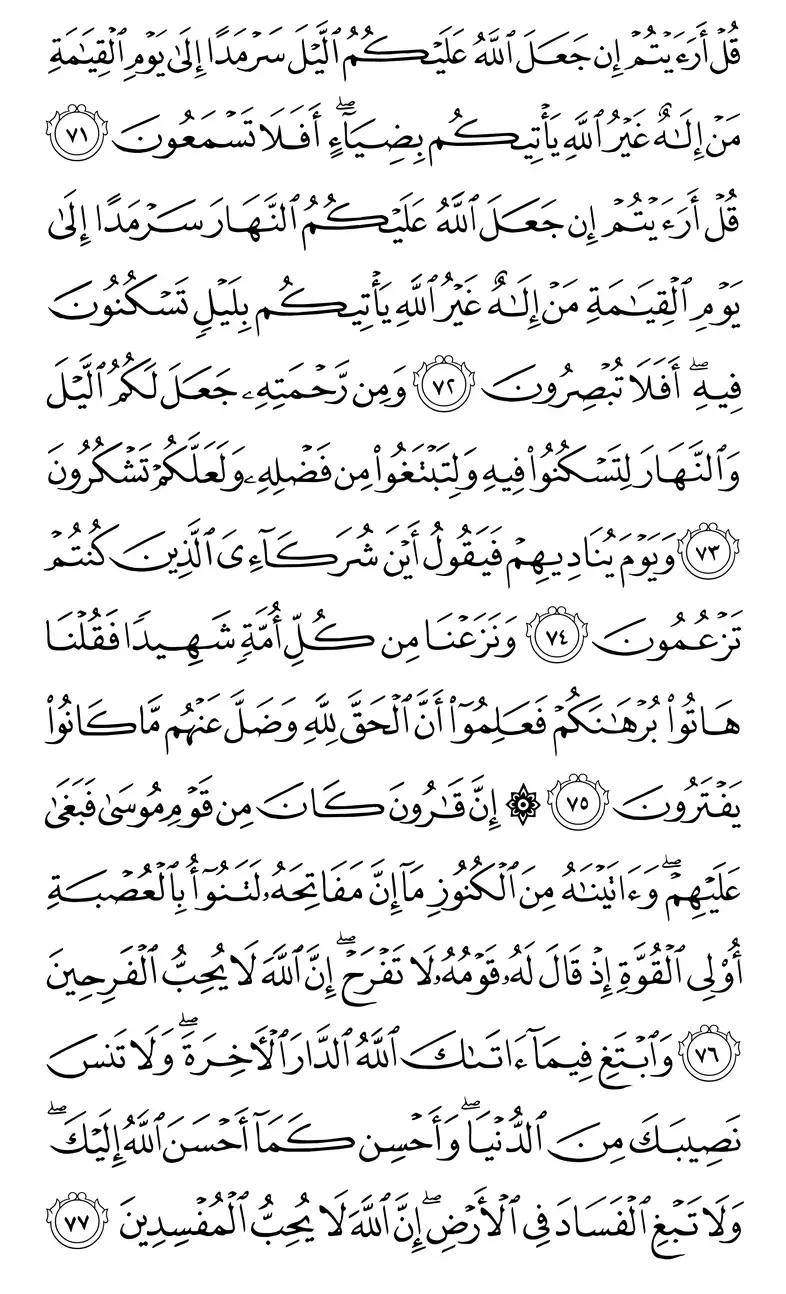 قُلْ أَرَءَيْتُمْ إِن جَعَلَ ٱللَّهُ عَلَيْكُمُ ٱلَّيْلَ سَرْمَدًا إِلَىٰ يَوْمِ ٱلْقِيَـٰمَةِ
مَنْ إِلَـٰهٌ غَيْرُ ٱللَّهِ يَأْتِيكُم بِضِيَآءٍ ۖ أَفَلَا تَسْمَعُونَ ٧١
قُلْ أَرَءَيْتُمْ إِن جَعَلَ ٱللَّهُ عَلَيْكُمُ ٱلنَّهَارَ سَرْمَدًا إِلَىٰ
يَوْمِ ٱلْقِيَـٰمَةِ مَنْ إِلَـٰهٌ غَيْرُ ٱللَّهِ يَأْتِيكُم بِلَيْلٍ تَسْكُنُونَ
فِيهِ ۖ أَفَلَا تُبْصِرُونَ ٧٢ وَمِن رَّحْمَتِهِۦ جَعَلَ لَكُمُ ٱلَّيْلَ
وَٱلنَّهَارَ لِتَسْكُنُوا۟ فِيهِ وَلِتَبْتَغُوا۟ مِن فَضْلِهِۦ وَلَعَلَّكُمْ تَشْكُرُونَ
٧٣ وَيَوْمَ يُنَادِيهِمْ فَيَقُولُ أَيْنَ شُرَكَآءِىَ ٱلَّذِينَ كُنتُمْ
تَزْعُمُونَ ٧٤ وَنَزَعْنَا مِن كُلِّ أُمَّةٍ شَهِيدًا فَقُلْنَا
هَاتُوا۟ بُرْهَـٰنَكُمْ فَعَلِمُوٓا۟ أَنَّ ٱلْحَقَّ لِلَّهِ وَضَلَّ عَنْهُم مَّا كَانُوا۟
يَفْتَرُونَ ٧٥ ۞ إِنَّ قَـٰرُونَ كَانَ مِن قَوْمِ مُوسَىٰ فَبَغَىٰ
عَلَيْهِمْ ۖ وَءَاتَيْنَـٰهُ مِنَ ٱلْكُنُوزِ مَآ إِنَّ مَفَاتِحَهُۥ لَتَنُوٓأُ بِٱلْعُصْبَةِ
أُو۟لِى ٱلْقُوَّةِ إِذْ قَالَ لَهُۥ قَوْمُهُۥ لَا تَفْرَحْ ۖ إِنَّ ٱللَّهَ لَا يُحِبُّ ٱلْفَرِحِينَ
٧٦ وَٱبْتَغِ فِيمَآ ءَاتَىٰكَ ٱللَّهُ ٱلدَّارَ ٱلْـَٔاخِرَةَ ۖ وَلَا تَنسَ
نَصِيبَكَ مِنَ ٱلدُّنْيَا ۖ وَأَحْسِن كَمَآ أَحْسَنَ ٱللَّهُ إِلَيْكَ ۖ
وَلَا تَبْغِ ٱلْفَسَادَ فِى ٱلْأَرْضِ ۖ إِنَّ ٱللَّهَ لَا يُحِبُّ ٱلْمُفْسِدِينَ ٧٧